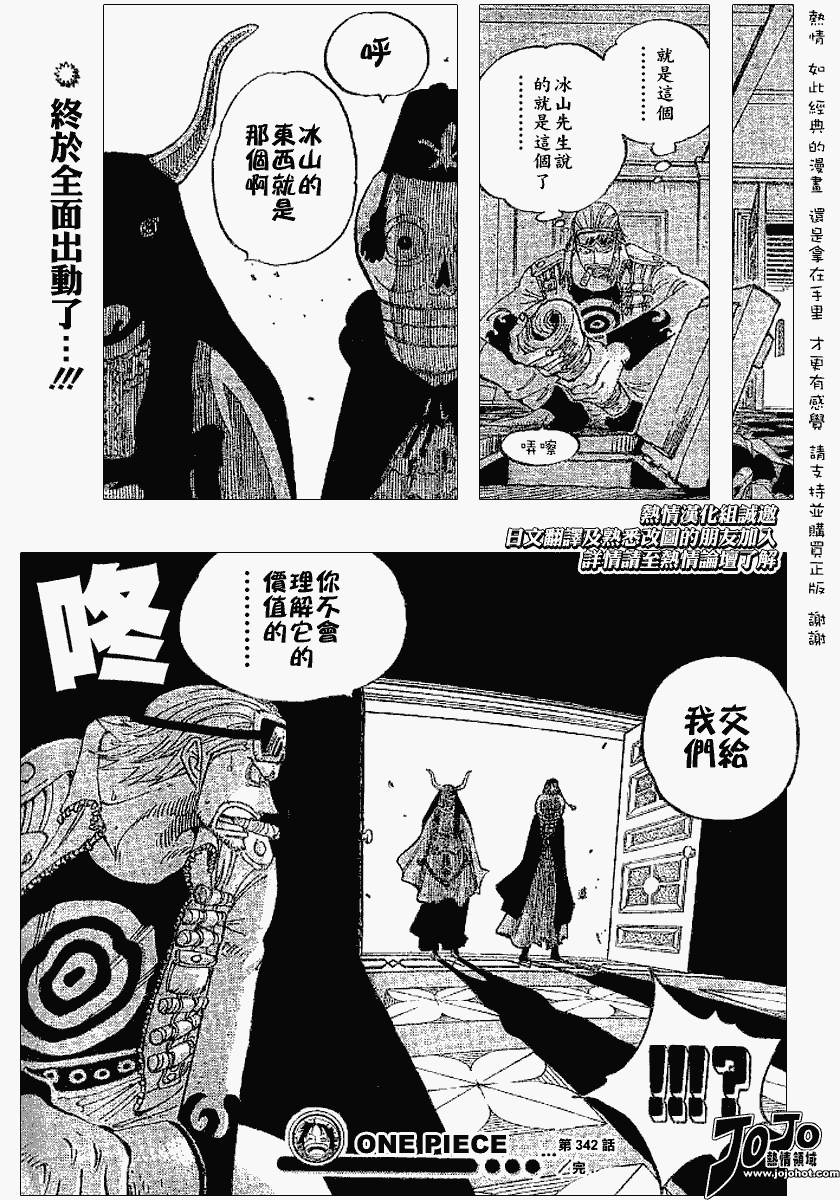 熱情 如此經典的漫畫 還是拿在手里 才更有感覺 請支持並購買正版 謝謝
就是這個
…………
冰山先生說
的就是這個了
…………
哢嚓
呼
冰山的
東西就是
那個啊
終於全面出動了…!!!
熱情漢化組誠邀
日文翻譯及熟悉改圖的朋友加入
詳情請至熱情論壇了解
交給
我們
你不會
理解它的
價值的
…………
咚
!!!?
ONE PIECE
…第 342 話
／完
JOJO
熱情領域
www.jojohot.com